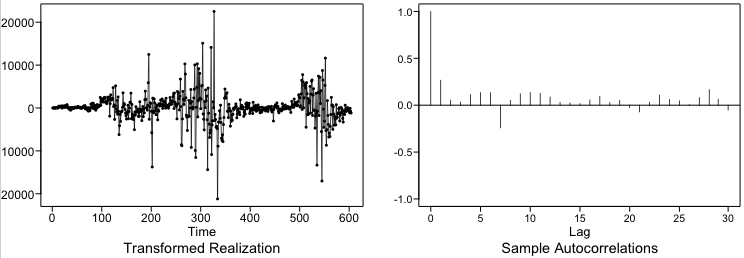 20000
10000
0
10000
20000
0 100 200 300 400 500 600
Time
Transformed Realization
1.0
0.5
0.0
-0.5
-1.0
0 5 10 15 20 25 30
Lag
Sample Autocorrelations